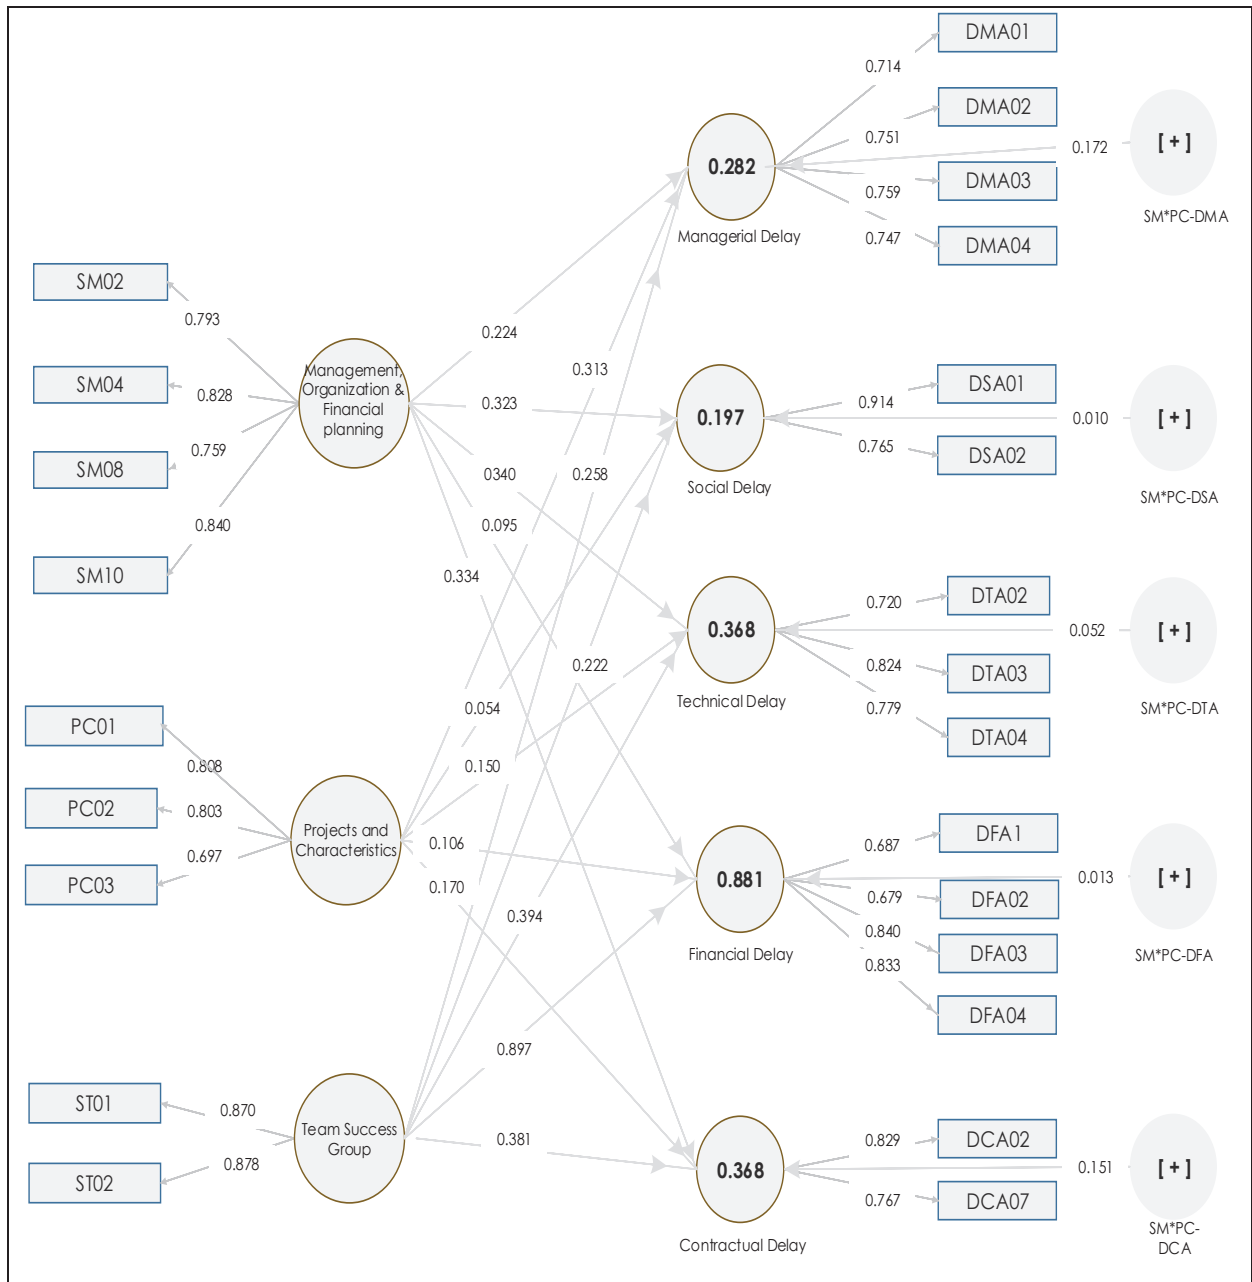 DMA01
0.714
DMA02
0.751
0.172
[ + ]
0.282
DMA03
0.759
SM*PC-DMA
Managerial Delay
0.747
DMA04
SM02
0.793
0.224
0.313
Management,
Organization &
Financial
planning
SM04
0.828
0.323
DSA01
0.914
0.197
0.010
[ + ]
0.765
DSA02
SM08
0.759
0.258
0340
Social Delay
SM*PC-DSA
0.840
0.095
SM10
0.334
DTA02
0.720
0.368
0.052
[ + ]
0.222
0.824
DTA03
Technical Delay
0.779
SM*PC-DTA
0.054
DTA04
PC01
0.808
0.150
PC02
0.803
Projects and
Characteristics
0.106
DFA1
0.687
PC03
0.697
0.170
0.881
0.013
[ + ]
0.679
DFA02
0.394
0.840
DFA03
Financial Delay
SM*PC-DFA
0.833
DFA04
0.897
ST01
0.870
Team Success
Group
0.381
0.829
DCA02
ST02
0.878
0.368
0.151
[ + ]
0.767
DCA07
Contractual Delay
SM*PC-
DCA